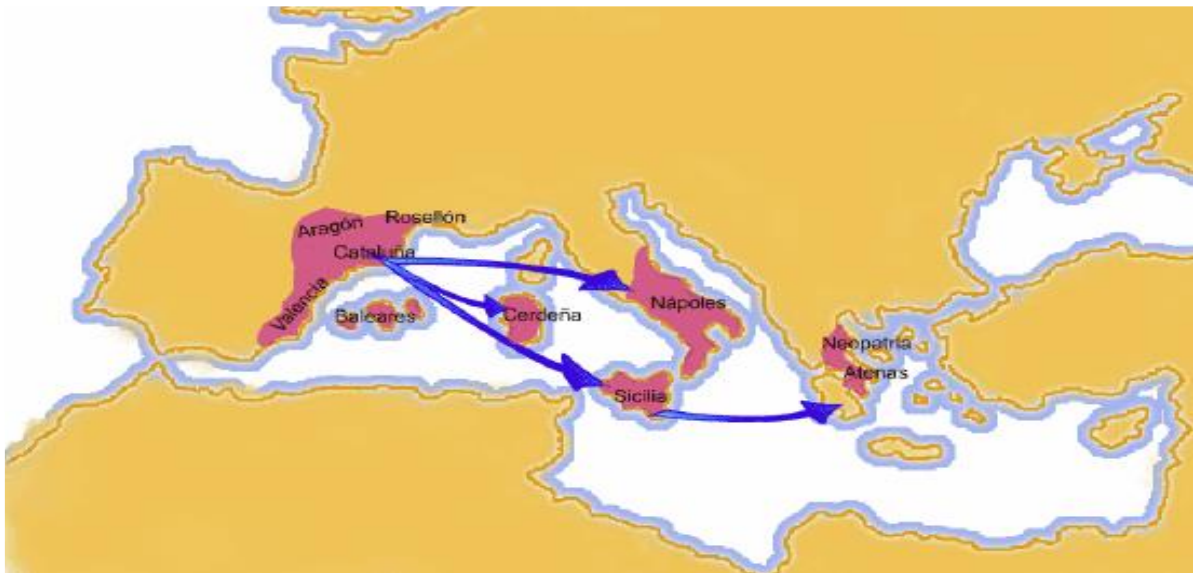 Rosellón
Aragón
Cataluña
Valencia
Baleares
Cerdeña
Nápoles
Sicilia
Neopatria
Atenas